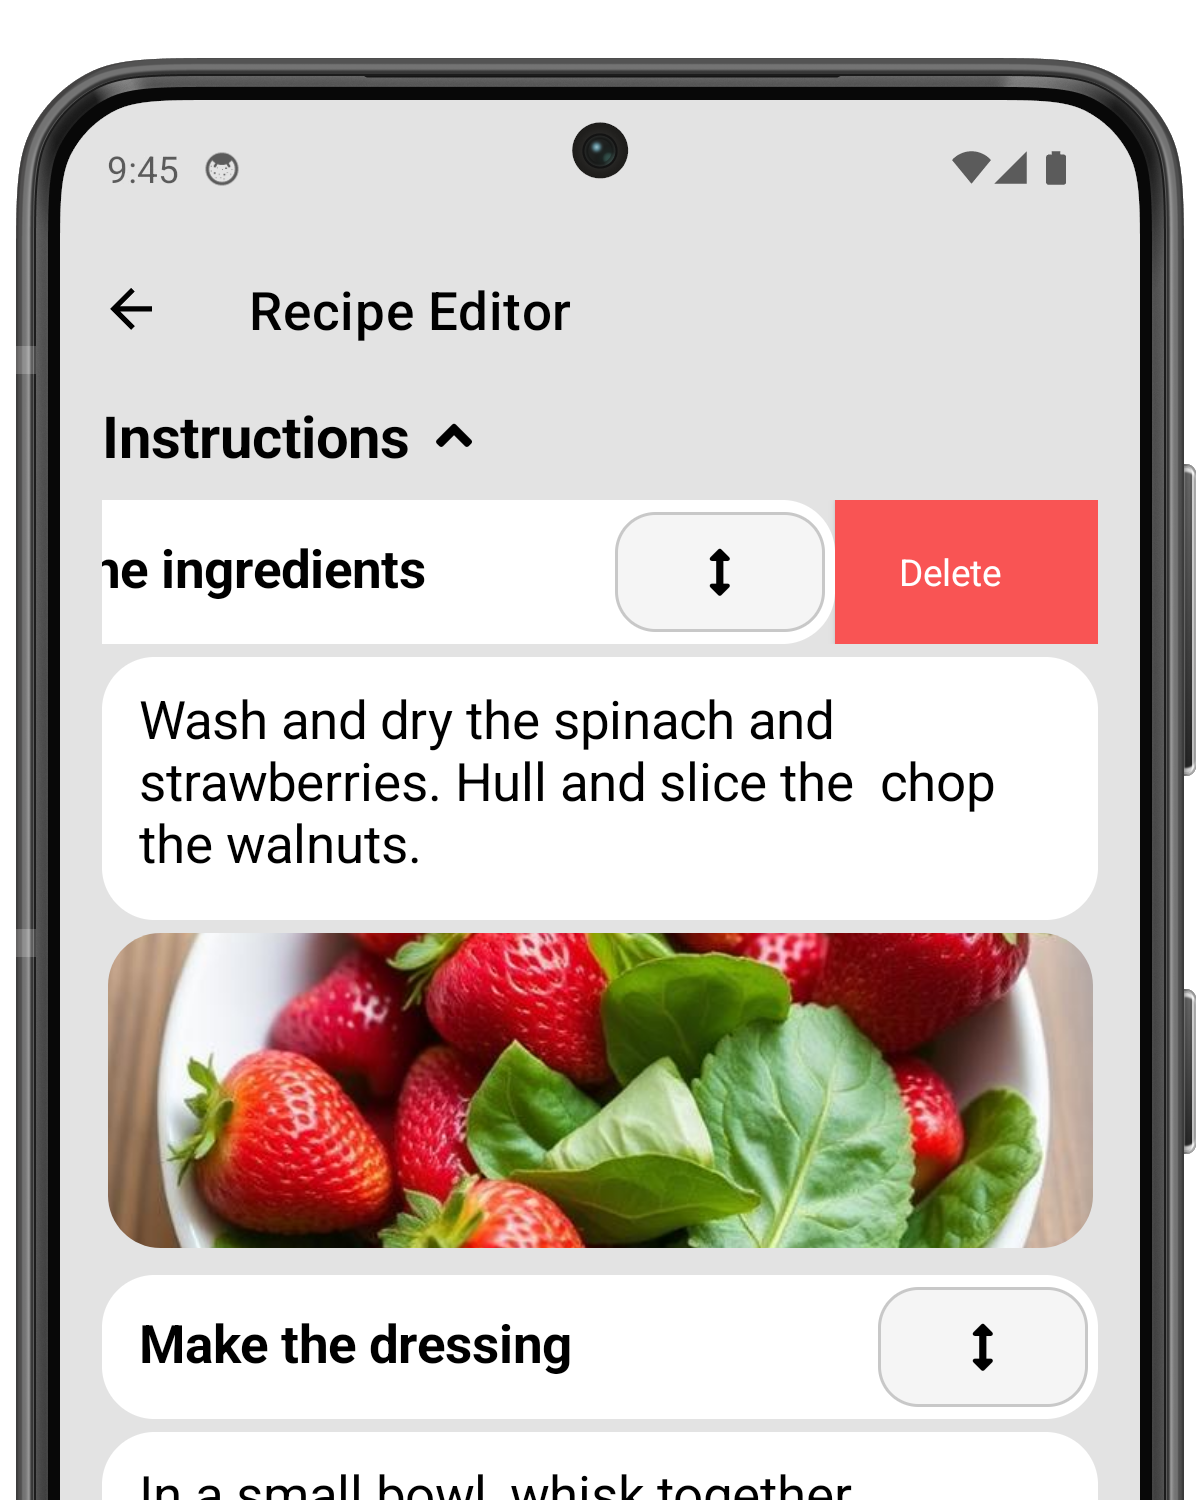 9:45
Recipe Editor
Instructions
he ingredients
Delete
Wash and dry the spinach and
strawberries. Hull and slice the  chop
the walnuts.
Make the dressing
In a small bowl, whisk together